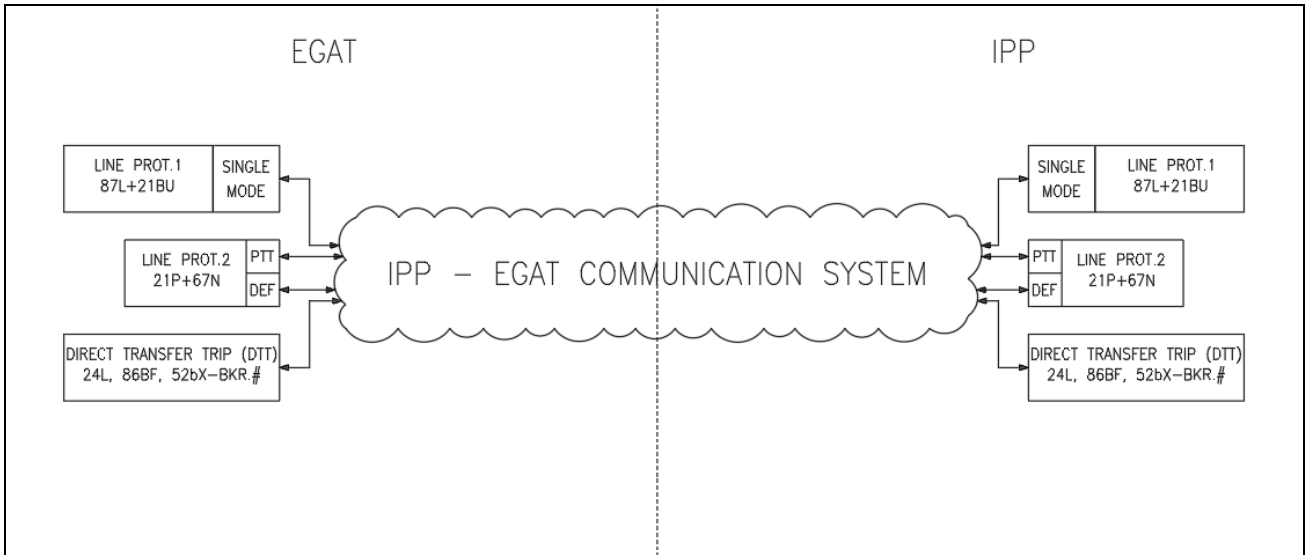 EGAT
IPP
LINE PROT.1
87L+21BU
SINGLE
MODE
SINGLE
MODE
LINE PROT.1
87L+21BU
LINE PROT.2
21P+67N
PTT
DEF
IPP – EGAT COMMUNICATION SYSTEM
PTT
DEF
LINE PROT.2
21P+67N
DIRECT TRANSFER TRIP (DTT)
24L, 86BF, 52bX–BKR.#
DIRECT TRANSFER TRIP (DTT)
24L, 86BF, 52bX–BKR.#